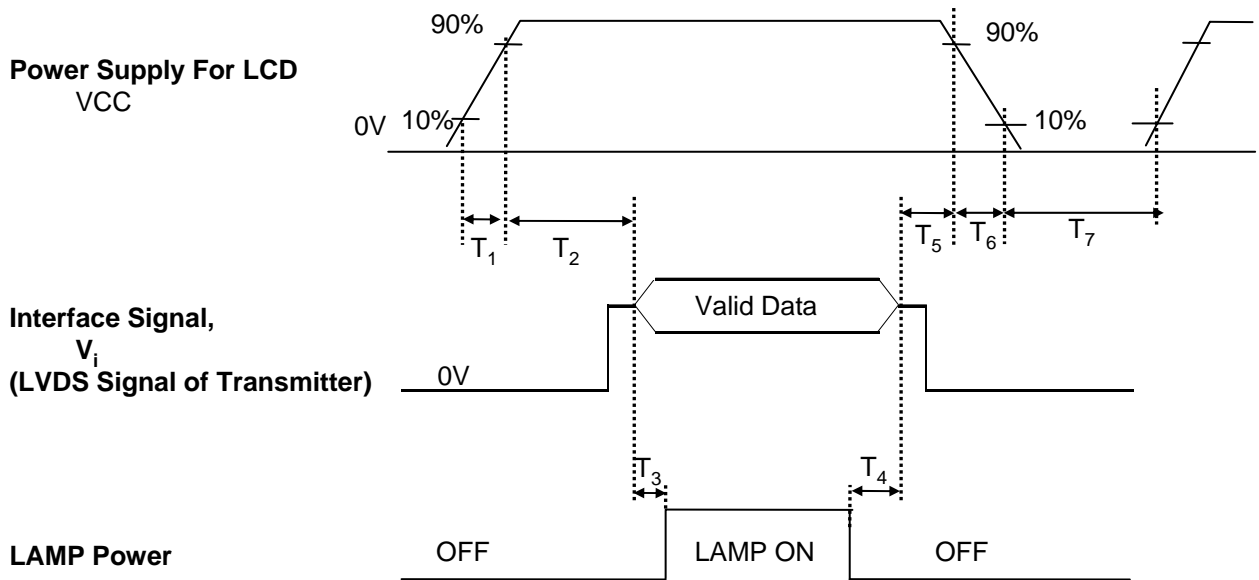 90%
90%
Power Supply For LCD
VCC
0V
10%
10%
T1
T2
T5
T6
T7
Interface Signal,
Vi
(LVDS Signal of Transmitter)
Valid Data
0V
T3
T4
LAMP Power
OFF
LAMP ON
OFF